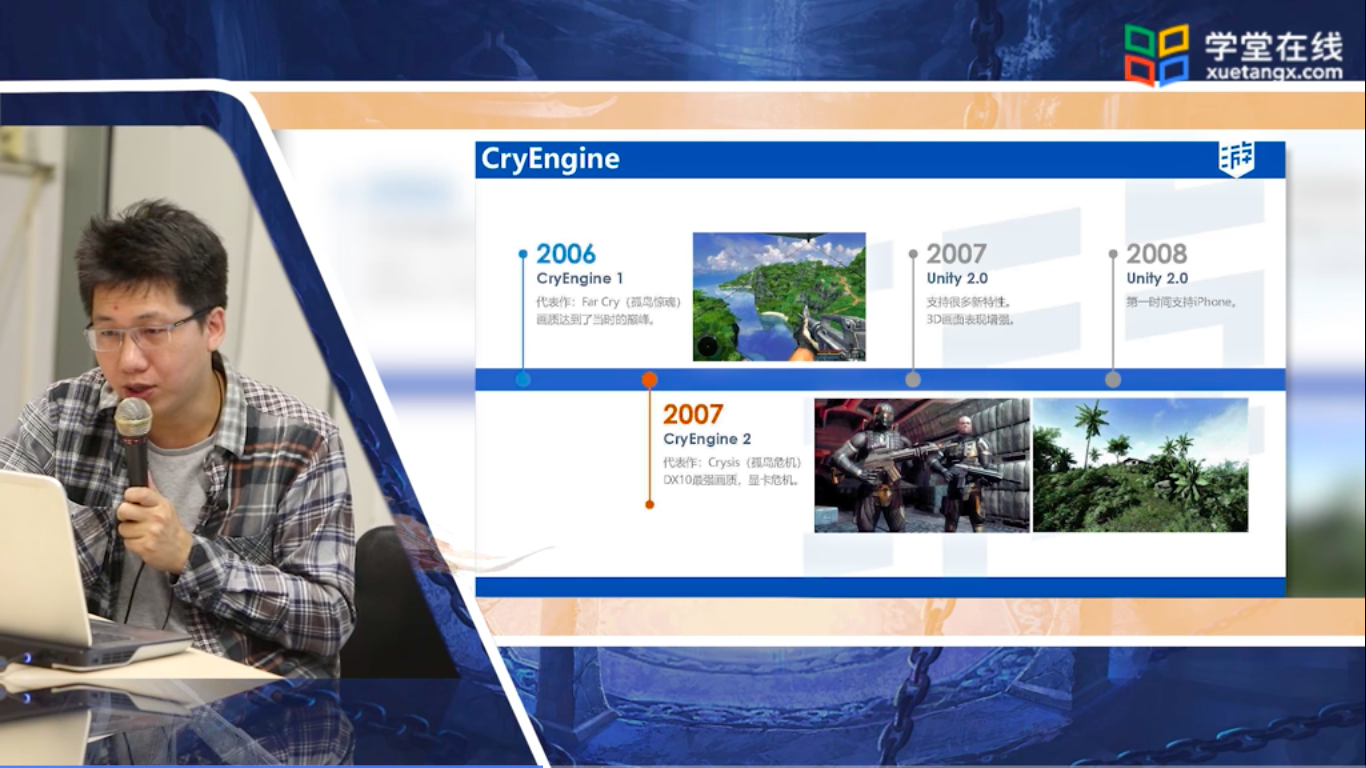 学堂在线
xuetangx.com
CryEngine
游
2006
CryEngine 1
代表作：Far Cry（孤岛惊魂）
画质达到了当时的巅峰。
2007
Unity 2.0
支持很多新特性。
3D画面表现增强。
2008
Unity 2.0
第一时间支持iPhone。
2007
CryEngine 2
代表作：Crysis（孤岛危机）
DX10最强画质，显卡危机。